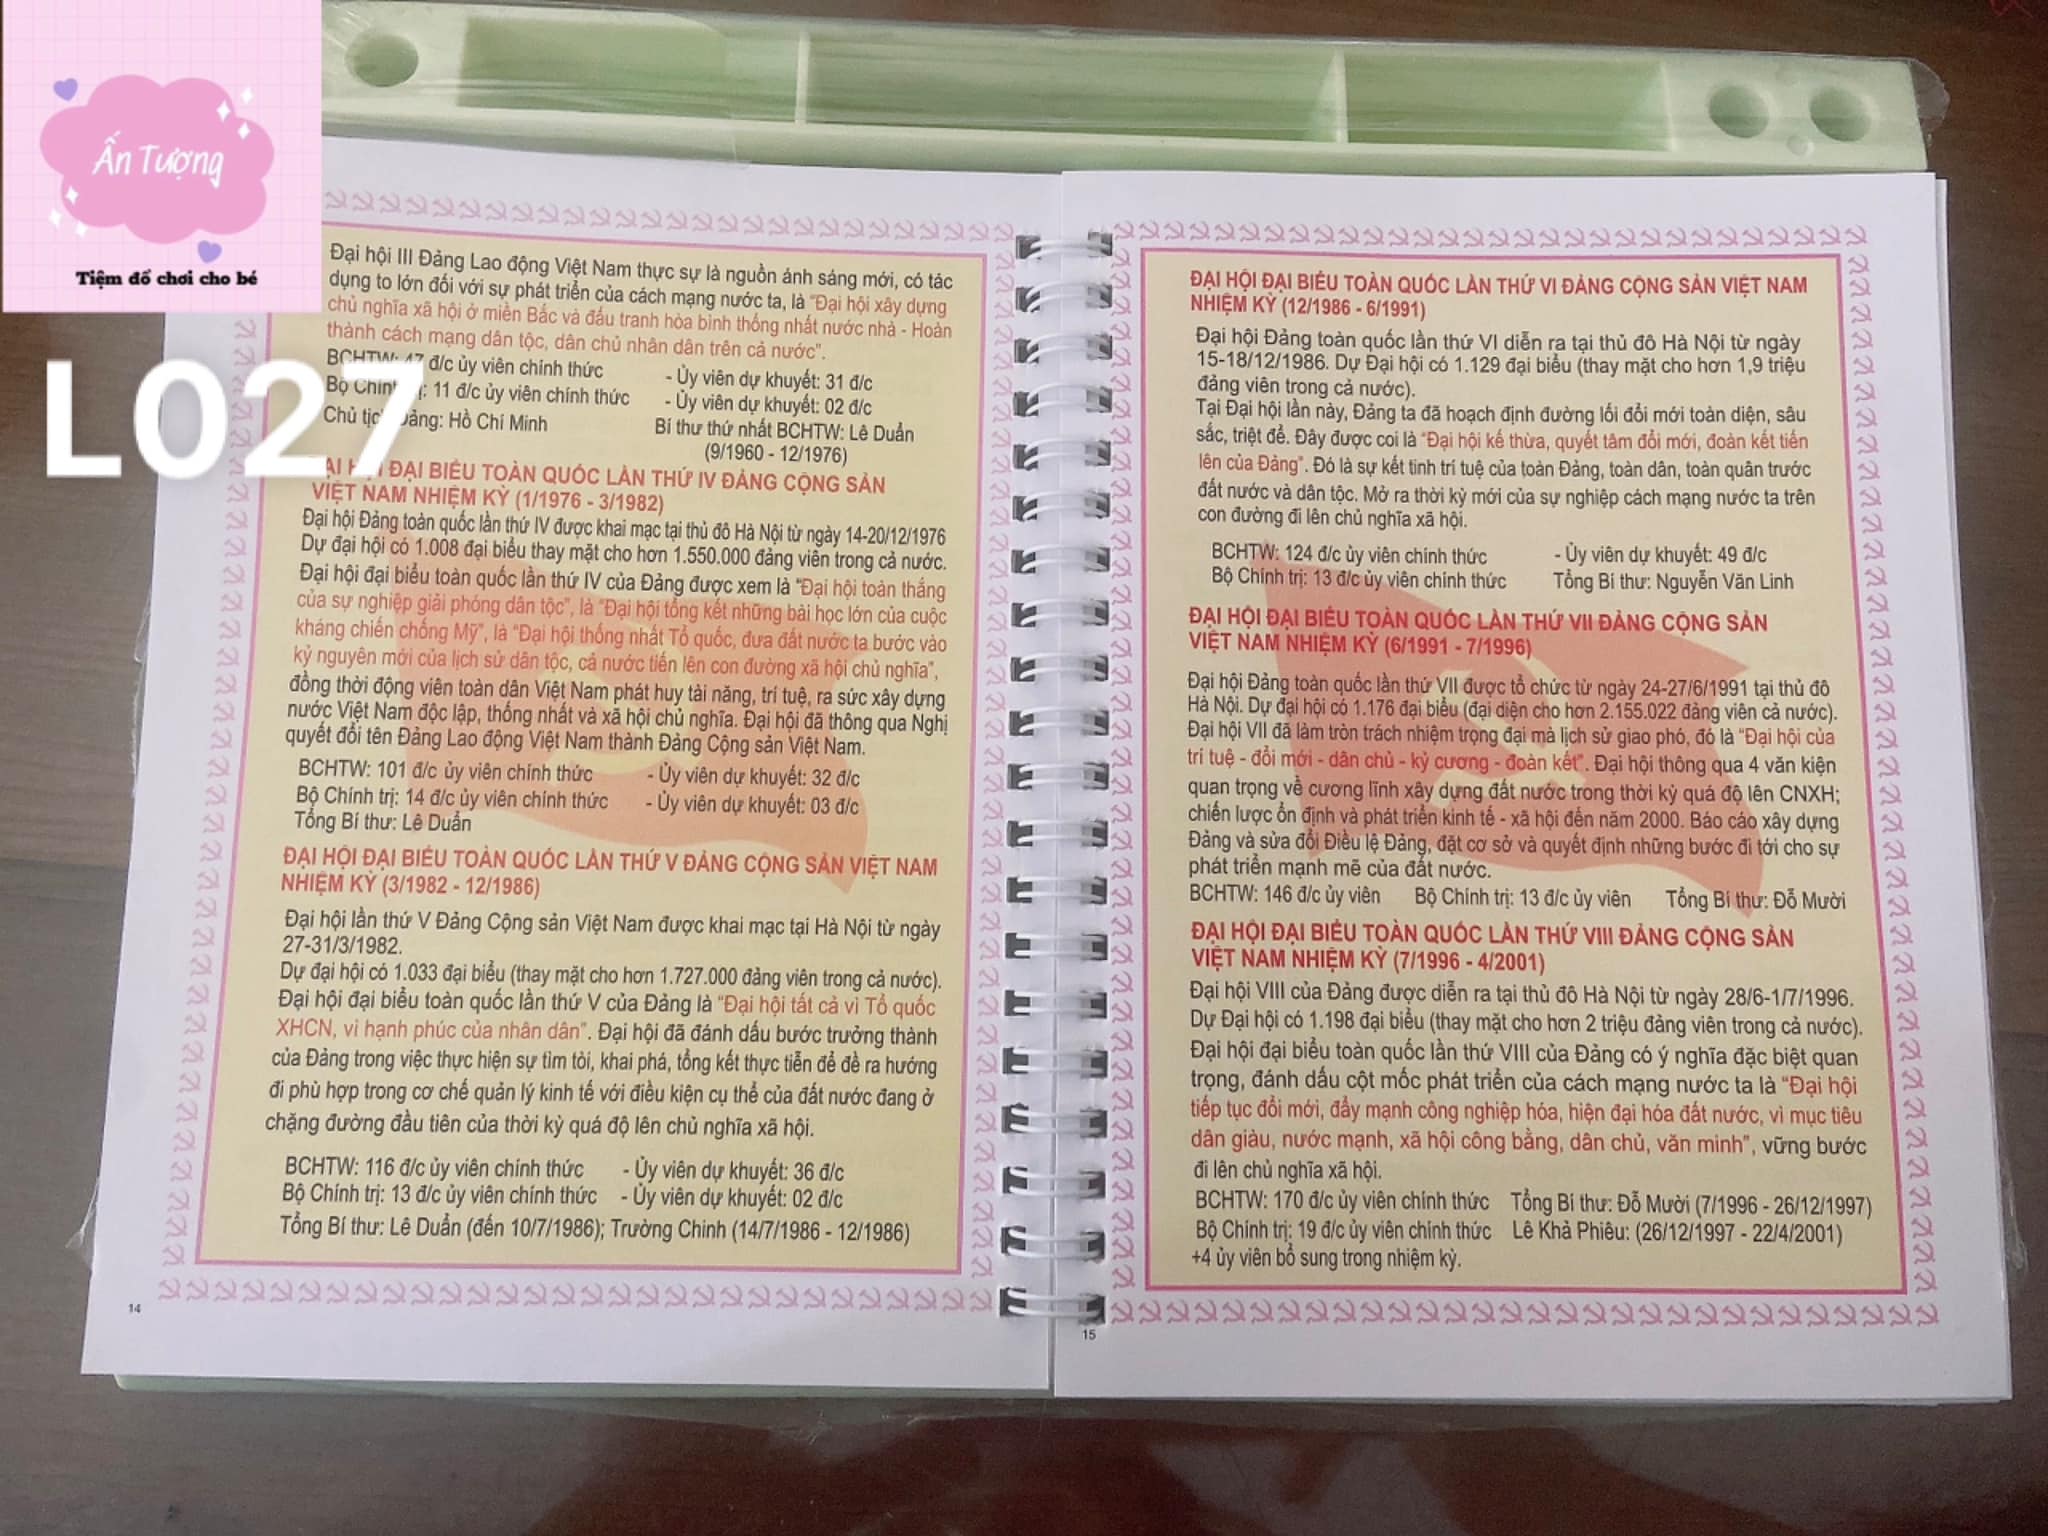 Ấn Tượng
Tiệm đồ chơi cho bé
L027
Đại hội III Đảng Lao động Việt Nam thực sự là nguồn ánh sáng mới, có tác
dụng to lớn đối với sự phát triển của cách mạng nước ta, là “Đại hội xây dựng
chủ nghĩa xã hội ở miền Bắc và đấu tranh hòa bình thống nhất nước nhà - Hoàn
thành cách mạng dân tộc, dân chủ nhân dân trên cả nước”.
BCHTW: 47 đ/c ủy viên chính thức - Ủy viên dự khuyết: 31 đ/c
Bộ Chính trị: 11 đ/c ủy viên chính thức - Ủy viên dự khuyết: 02 đ/c
Chủ tịch Đảng: Hồ Chí Minh Bí thư thứ nhất BCHTW: Lê Duẩn
(9/1960 - 12/1976)
ĐẠI HỘI ĐẠI BIỂU TOÀN QUỐC LẦN THỨ IV ĐẢNG CỘNG SẢN
VIỆT NAM NHIỆM KỲ (1/1976 - 3/1982)
Đại hội Đảng toàn quốc lần thứ IV được khai mạc tại thủ đô Hà Nội từ ngày 14-20/12/1976
Dự đại hội có 1.008 đại biểu thay mặt cho hơn 1.550.000 đảng viên trong cả nước.
Đại hội đại biểu toàn quốc lần thứ IV của Đảng được xem là “Đại hội toàn thắng
của sự nghiệp giải phóng dân tộc”, là “Đại hội tổng kết những bài học lớn của cuộc
kháng chiến chống Mỹ”, là “Đại hội thống nhất Tổ quốc, đưa đất nước ta bước vào
kỷ nguyên mới của lịch sử dân tộc, cả nước tiến lên con đường xã hội chủ nghĩa”,
đồng thời động viên toàn dân Việt Nam phát huy tài năng, trí tuệ, ra sức xây dựng
nước Việt Nam độc lập, thống nhất và xã hội chủ nghĩa. Đại hội đã thông qua Nghị
quyết đổi tên Đảng Lao động Việt Nam thành Đảng Cộng sản Việt Nam.
BCHTW: 101 đ/c ủy viên chính thức - Ủy viên dự khuyết: 32 đ/c
Bộ Chính trị: 14 đ/c ủy viên chính thức - Ủy viên dự khuyết: 03 đ/c
Tổng Bí thư: Lê Duẩn
ĐẠI HỘI ĐẠI BIỂU TOÀN QUỐC LẦN THỨ V ĐẢNG CỘNG SẢN VIỆT NAM
NHIỆM KỲ (3/1982 - 12/1986)
Đại hội lần thứ V Đảng Cộng sản Việt Nam được khai mạc tại Hà Nội từ ngày
27-31/3/1982.
Dự đại hội có 1.033 đại biểu (thay mặt cho hơn 1.727.000 đảng viên trong cả nước).
Đại hội đại biểu toàn quốc lần thứ V của Đảng là “Đại hội tất cả vì Tổ quốc
XHCN, vì hạnh phúc của nhân dân”. Đại hội đã đánh dấu bước trưởng thành
của Đảng trong việc thực hiện sự tìm tòi, khai phá, tổng kết thực tiễn để đề ra hướng
đi phù hợp trong cơ chế quản lý kinh tế với điều kiện cụ thể của đất nước đang ở
chặng đường đầu tiên của thời kỳ quá độ lên chủ nghĩa xã hội.
BCHTW: 116 đ/c ủy viên chính thức - Ủy viên dự khuyết: 36 đ/c
Bộ Chính trị: 13 đ/c ủy viên chính thức - Ủy viên dự khuyết: 02 đ/c
Tổng Bí thư: Lê Duẩn (đến 10/7/1986); Trường Chinh (14/7/1986 - 12/1986)
14
ĐẠI HỘI ĐẠI BIỂU TOÀN QUỐC LẦN THỨ VI ĐẢNG CỘNG SẢN VIỆT NAM
NHIỆM KỲ (12/1986 - 6/1991)
Đại hội Đảng toàn quốc lần thứ VI diễn ra tại thủ đô Hà Nội từ ngày
15-18/12/1986. Dự Đại hội có 1.129 đại biểu (thay mặt cho hơn 1,9 triệu
đảng viên trong cả nước).
Tại Đại hội lần này, Đảng ta đã hoạch định đường lối đổi mới toàn diện, sâu
sắc, triệt để. Đây được coi là “Đại hội kế thừa, quyết tâm đổi mới, đoàn kết tiến
lên của Đảng”. Đó là sự kết tinh trí tuệ của toàn Đảng, toàn dân, toàn quân trước
đất nước và dân tộc. Mở ra thời kỳ mới của sự nghiệp cách mạng nước ta trên
con đường đi lên chủ nghĩa xã hội.
BCHTW: 124 đ/c ủy viên chính thức - Ủy viên dự khuyết: 49 đ/c
Bộ Chính trị: 13 đ/c ủy viên chính thức Tổng Bí thư: Nguyễn Văn Linh
ĐẠI HỘI ĐẠI BIỂU TOÀN QUỐC LẦN THỨ VII ĐẢNG CỘNG SẢN
VIỆT NAM NHIỆM KỲ (6/1991 - 7/1996)
Đại hội Đảng toàn quốc lần thứ VII được tổ chức từ ngày 24-27/6/1991 tại thủ đô
Hà Nội. Dự đại hội có 1.176 đại biểu (đại diện cho hơn 2.155.022 đảng viên cả nước).
Đại hội VII đã làm tròn trách nhiệm trọng đại mà lịch sử giao phó, đó là “Đại hội của
trí tuệ - đổi mới - dân chủ - kỷ cương - đoàn kết”. Đại hội thông qua 4 văn kiện
quan trọng về cương lĩnh xây dựng đất nước trong thời kỳ quá độ lên CNXH;
chiến lược ổn định và phát triển kinh tế - xã hội đến năm 2000. Báo cáo xây dựng
Đảng và sửa đổi Điều lệ Đảng, đặt cơ sở và quyết định những bước đi tới cho sự
phát triển mạnh mẽ của đất nước.
BCHTW: 146 đ/c ủy viên Bộ Chính trị: 13 đ/c ủy viên Tổng Bí thư: Đỗ Mười
ĐẠI HỘI ĐẠI BIỂU TOÀN QUỐC LẦN THỨ VIII ĐẢNG CỘNG SẢN
VIỆT NAM NHIỆM KỲ (7/1996 - 4/2001)
Đại hội VIII của Đảng được diễn ra tại thủ đô Hà Nội từ ngày 28/6-1/7/1996.
Dự Đại hội có 1.198 đại biểu (thay mặt cho hơn 2 triệu đảng viên trong cả nước).
Đại hội đại biểu toàn quốc lần thứ VIII của Đảng có ý nghĩa đặc biệt quan
trọng, đánh dấu cột mốc phát triển của cách mạng nước ta là “Đại hội
tiếp tục đổi mới, đẩy mạnh công nghiệp hóa, hiện đại hóa đất nước, vì mục tiêu
dân giàu, nước mạnh, xã hội công bằng, dân chủ, văn minh”, vững bước
đi lên chủ nghĩa xã hội.
BCHTW: 170 đ/c ủy viên chính thức Tổng Bí thư: Đỗ Mười (7/1996 - 26/12/1997)
Bộ Chính trị: 19 đ/c ủy viên chính thức Lê Khả Phiêu: (26/12/1997 - 22/4/2001)
+4 ủy viên bổ sung trong nhiệm kỳ.
15